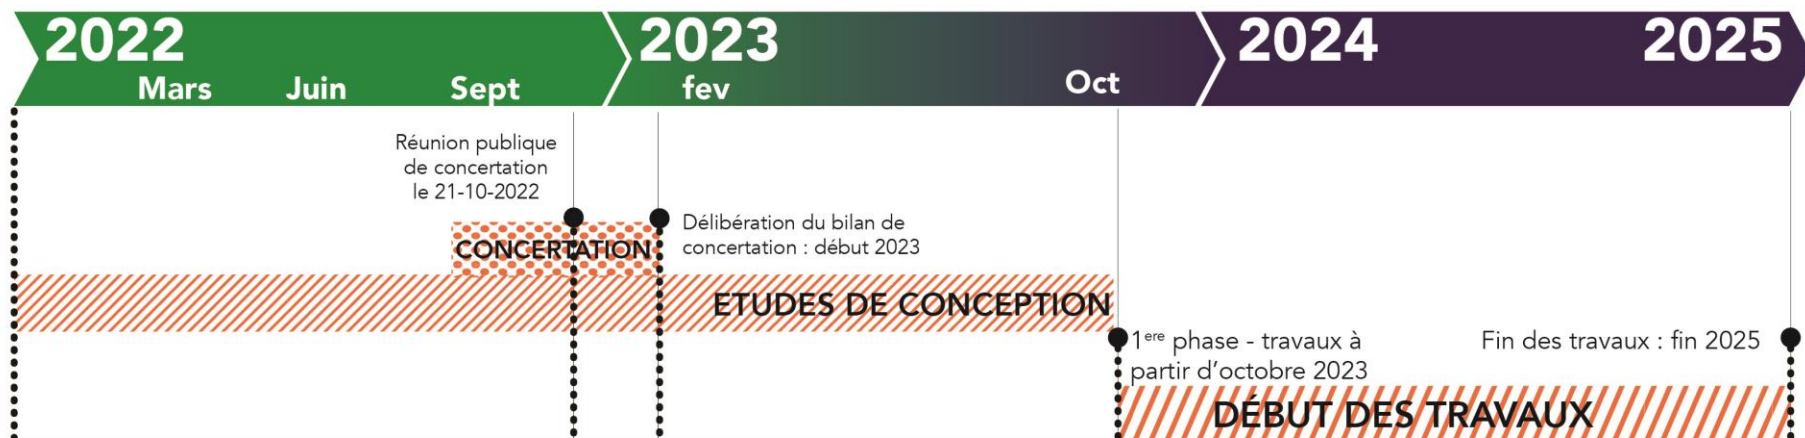 2022 2023 2024 2025
Mars Juin Sept fev Oct
Réunion publique
de concertation
le 21-10-2022
Délibération du bilan de
concertation : début 2023
CONCERTATION
ETUDES DE CONCEPTION
1ere phase - travaux à
partir d'octobre 2023
Fin des travaux : fin 2025
DÉBUT DES TRAVAUX